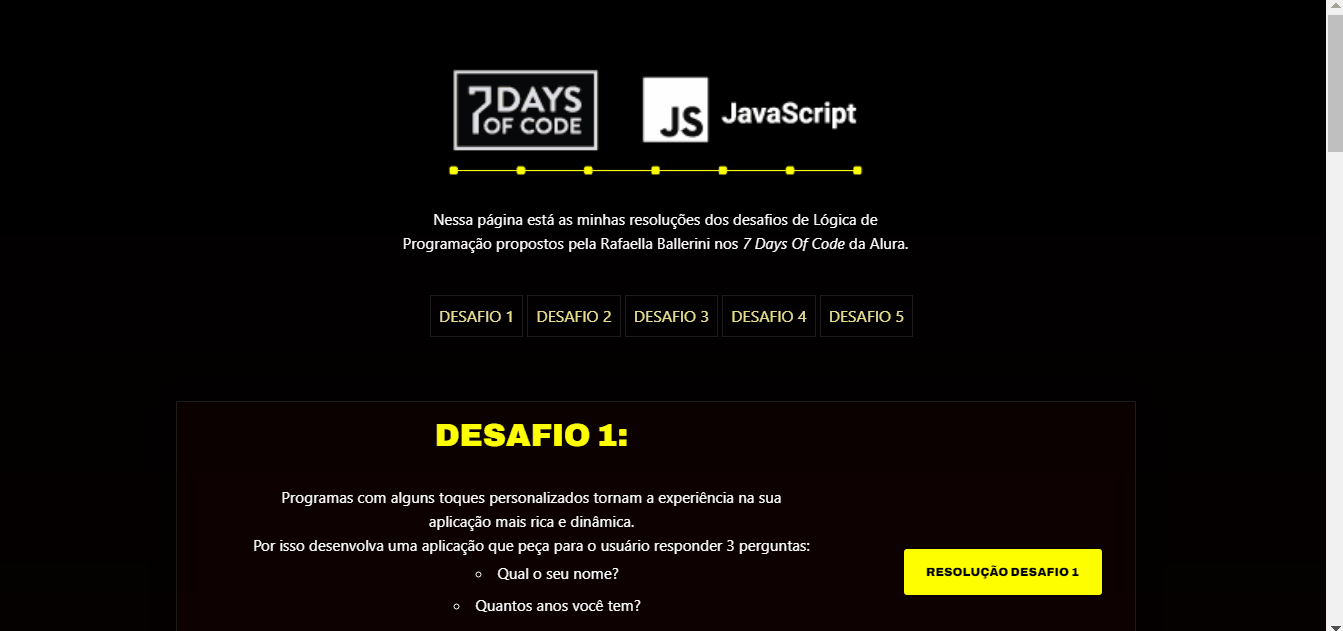 7 DAYS OF CODE
JS JavaScript
Nessa página está as minhas resoluções dos desafios de Lógica de
Programação propostos pela Rafaella Ballerini nos 7 Days Of Code da Alura.
DESAFIO 1 DESAFIO 2 DESAFIO 3 DESAFIO 4 DESAFIO 5
DESAFIO 1:
Programas com alguns toques personalizados tornam a experiência na sua
aplicação mais rica e dinâmica.
Por isso desenvolva uma aplicação que peça para o usuário responder 3 perguntas:
Qual o seu nome?
Quantos anos você tem?
RESOLUÇÃO DESAFIO 1